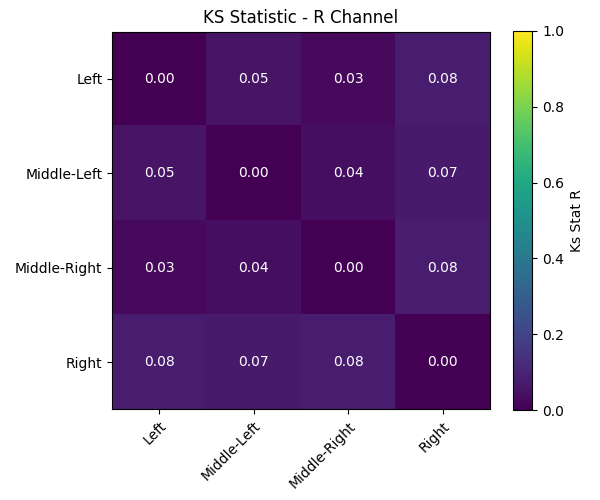 KS Statistic - R Channel
Left 0.00 0.05 0.03 0.08
Middle-Left 0.05 0.00 0.04 0.07
Middle-Right 0.03 0.04 0.00 0.08
Right 0.08 0.07 0.08 0.00
Left Middle-Left Middle-Right Right
1.0
0.8
0.6
0.4
0.2
0.0
Ks Stat R